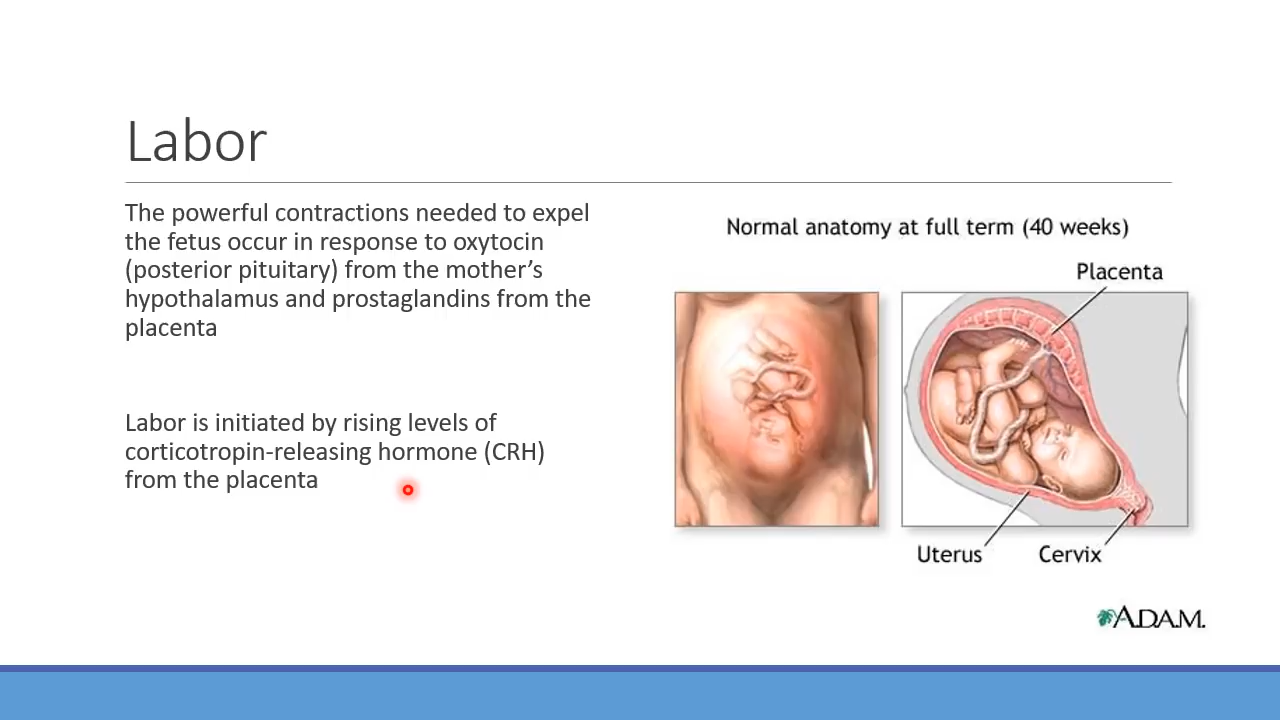 Labor
The powerful contractions needed to expel
the fetus occur in response to oxytocin
(posterior pituitary) from the mother's
hypothalamus and prostaglandins from the
placenta
Labor is initiated by rising levels of
corticotropin-releasing hormone (CRH)
from the placenta
Normal anatomy at full term (40 weeks)
Placenta
Uterus
Cervix
A.D.A.M.